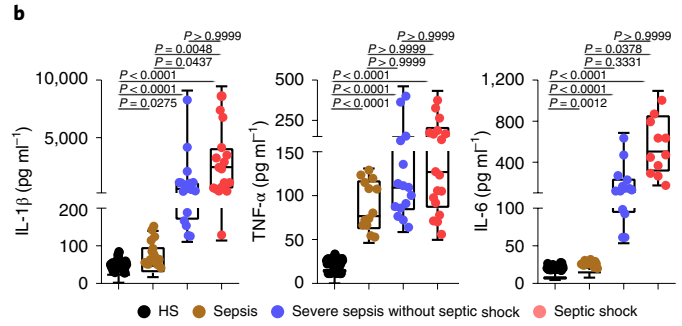 b
P > 0.9999
P = 0.0048
P = 0.0437
P < 0.0001
P < 0.0001
P = 0.0275
10,000
5,000
200
100
0
IL-1β (pg ml⁻¹)
P > 0.9999
P > 0.9999
P > 0.9999
P < 0.0001
P < 0.0001
P < 0.0001
500
250
150
100
50
0
TNF-α (pg ml⁻¹)
P > 0.9999
P = 0.0378
P = 0.3331
P < 0.0001
P < 0.0001
P = 0.0012
1,200
800
400
50
0
IL-6 (pg ml⁻¹)
HS Sepsis Severe sepsis without septic shock Septic shock